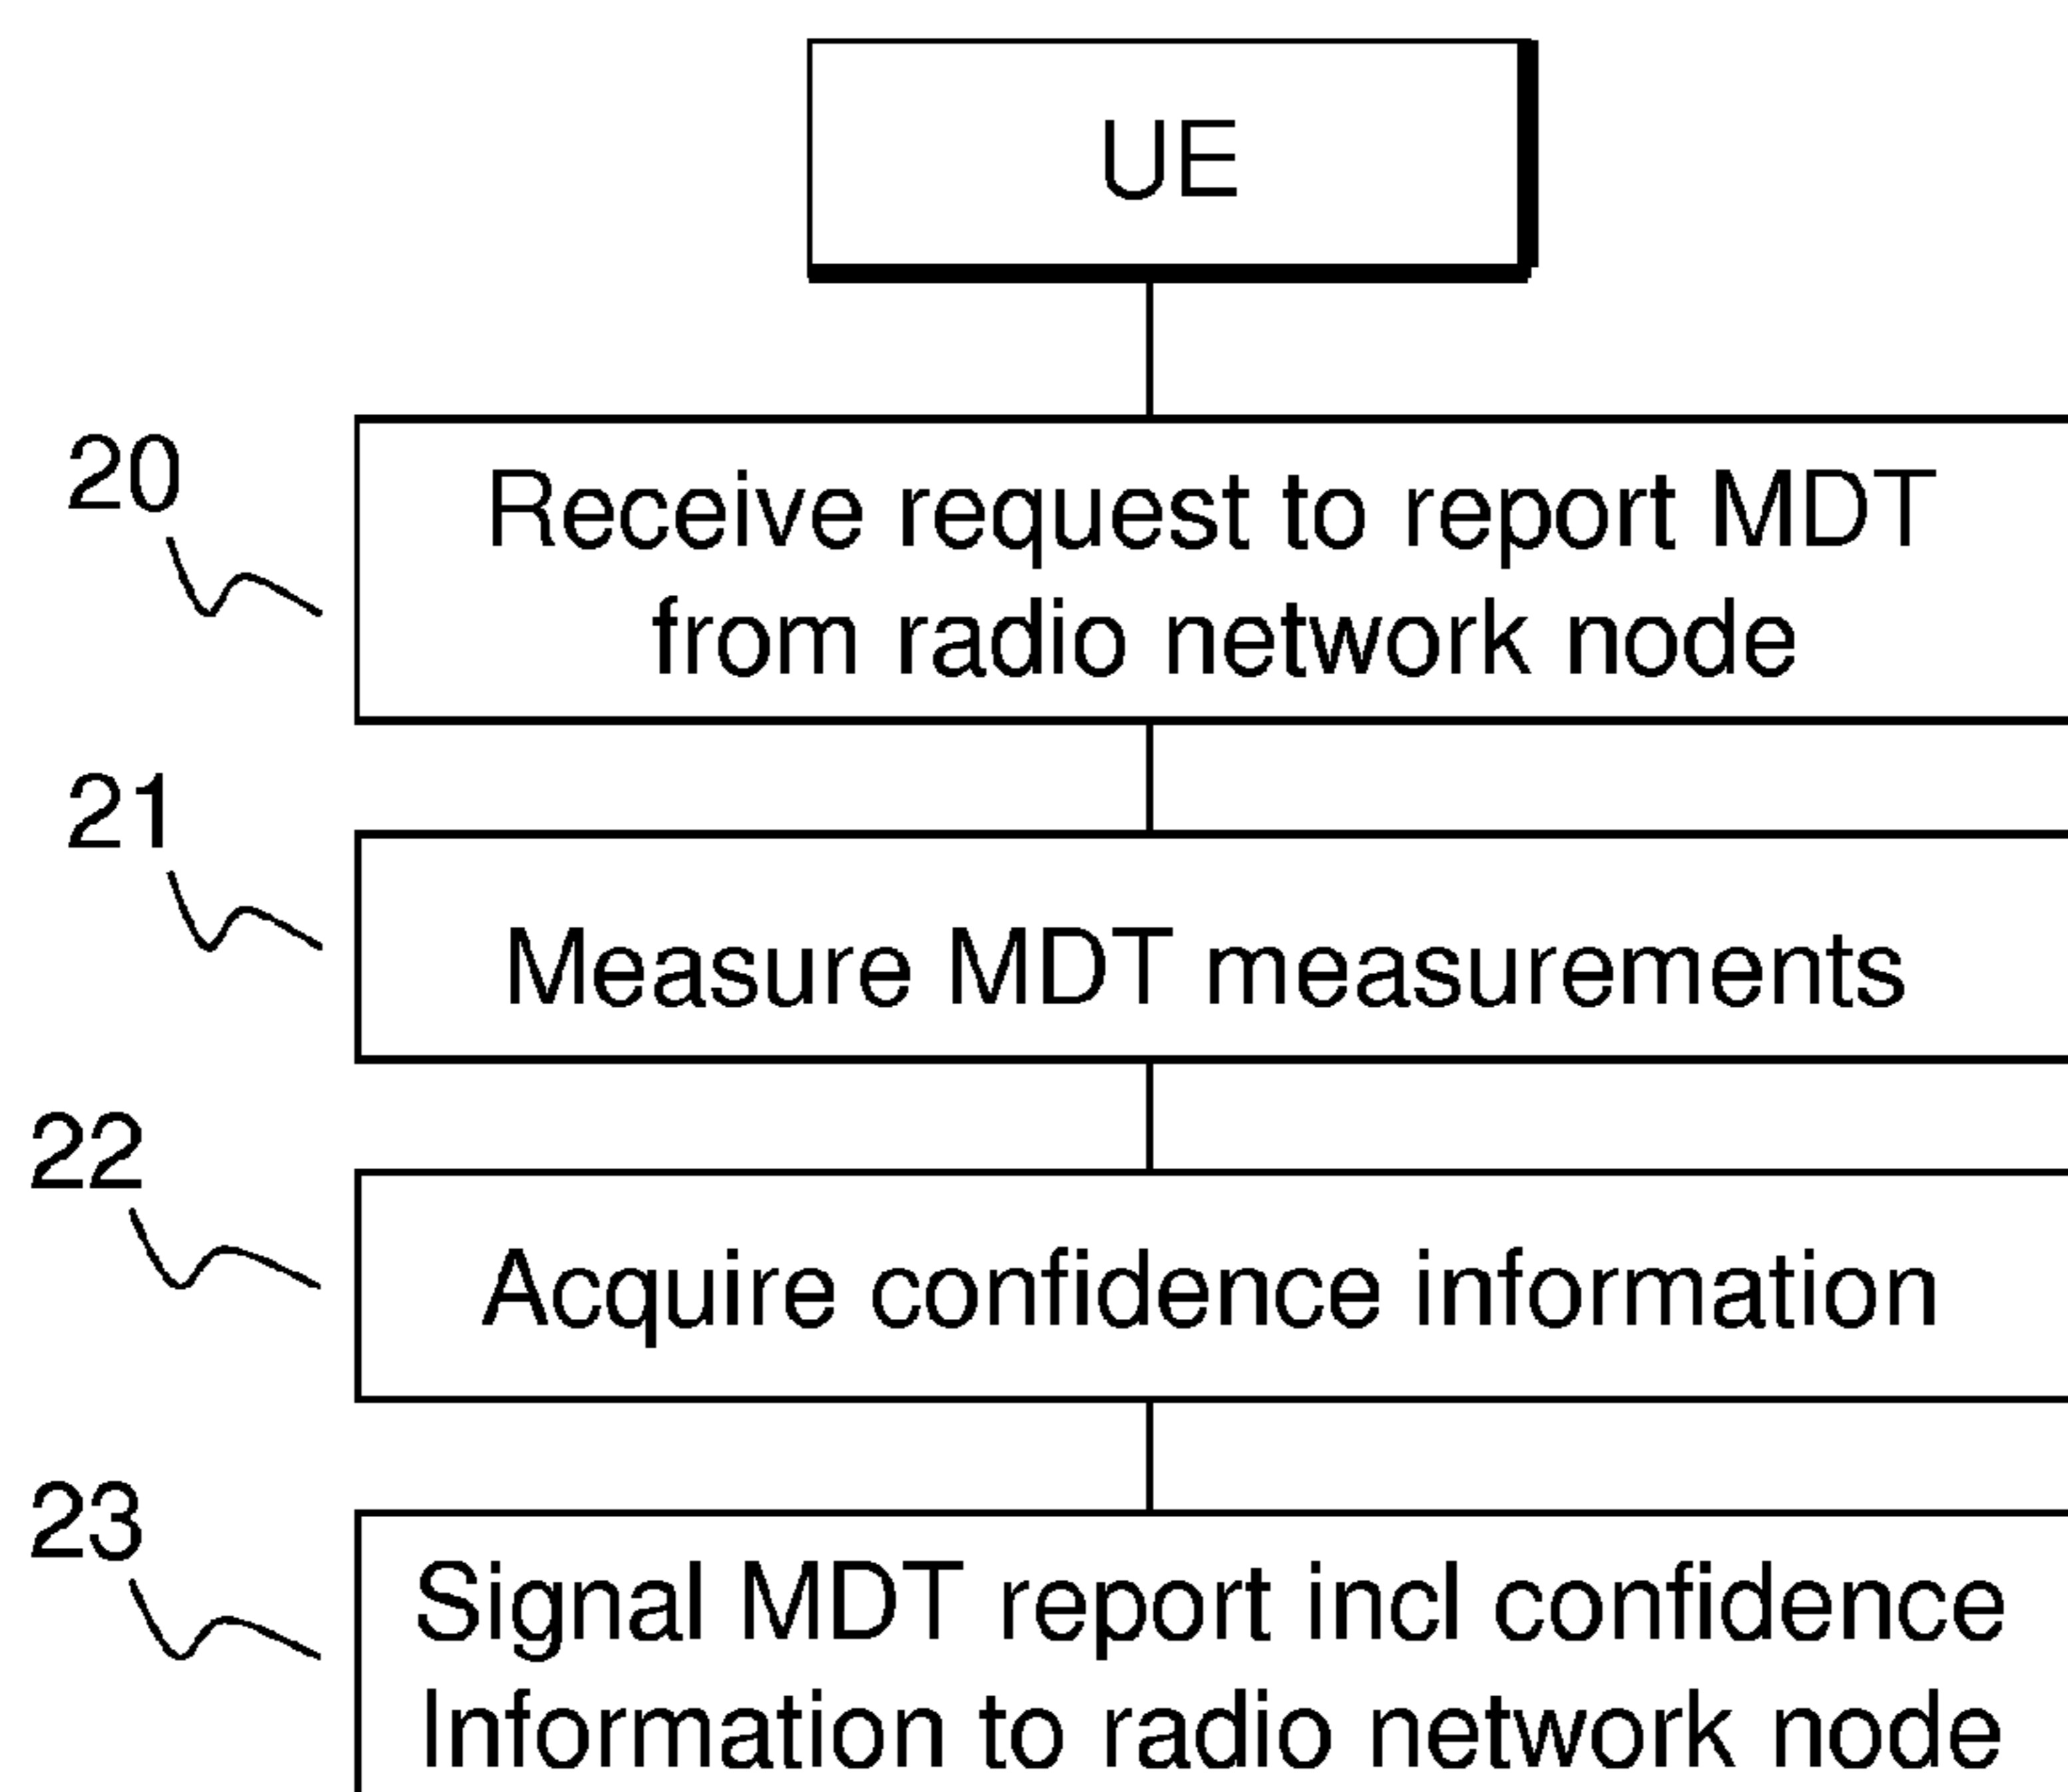 UE
20
Receive request to report MDT
from radio network node
21
Measure MDT measurements
22
Acquire confidence information
23
Signal MDT report incl confidence
Information to radio network node